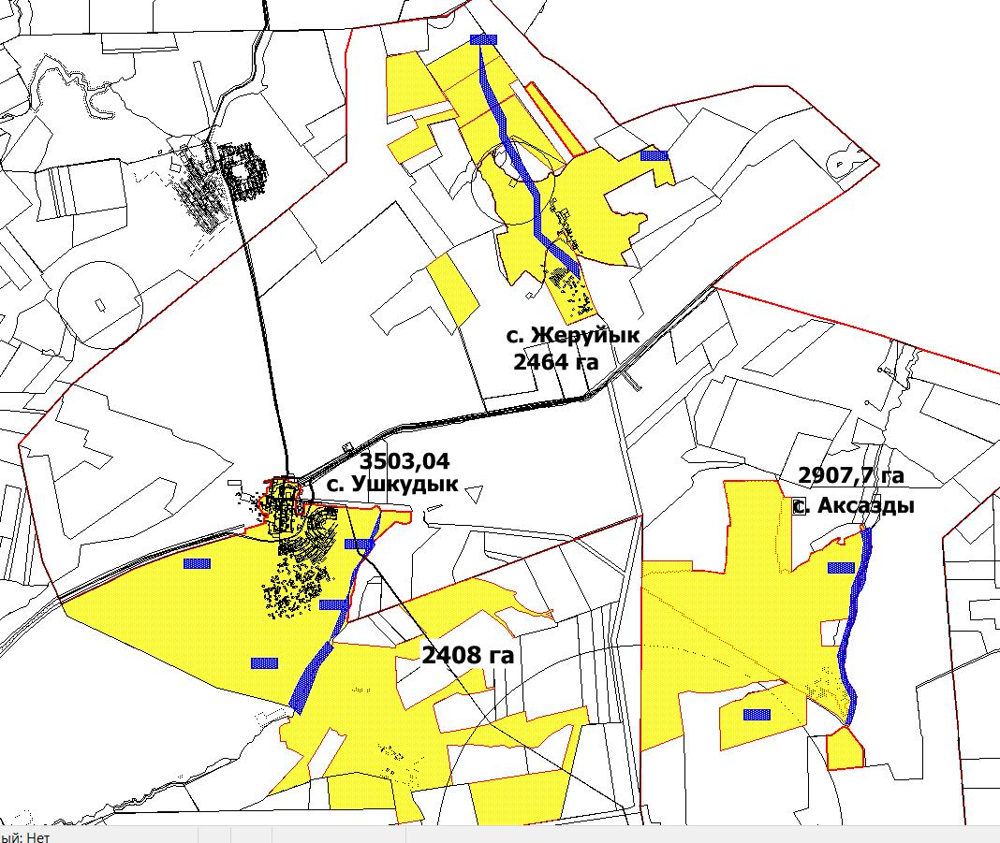 с. Жеруйык
2464 га
3503,04
с. Ушкудык
2907,7 га
с. Аксазды
2408 га
ый: Нет